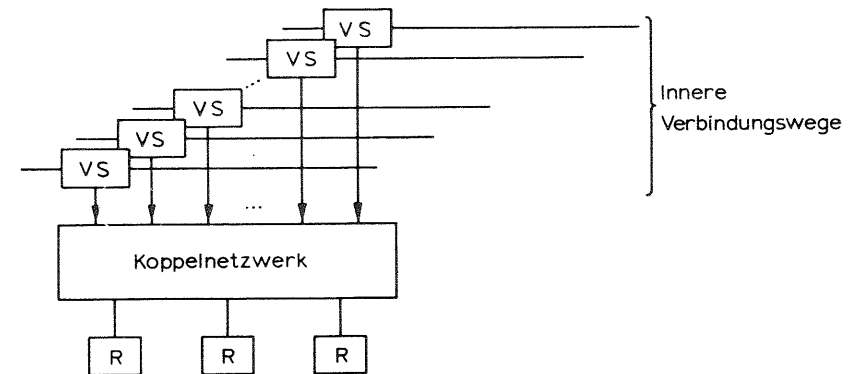 VS
VS
VS
VS
VS
Innere
Verbindungswege
...
...
Koppelnetzwerk
R R R